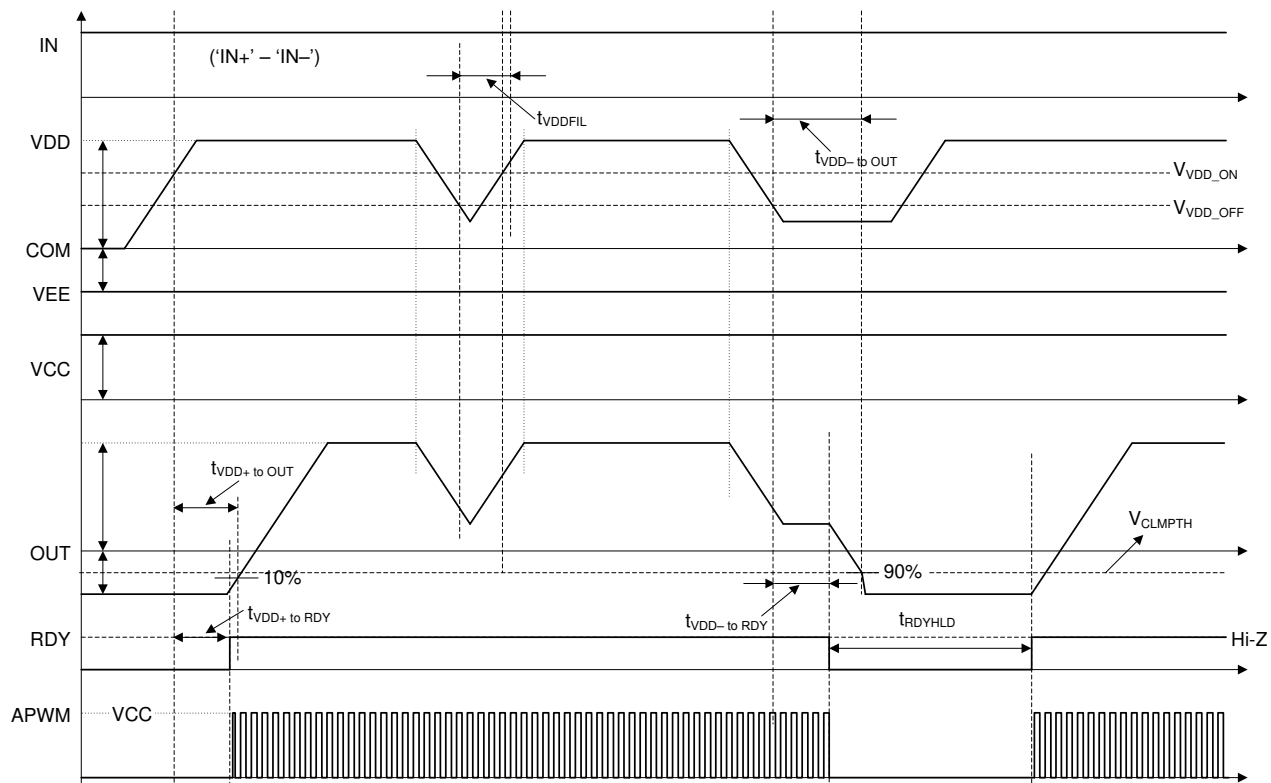 IN
('IN+' – 'IN–')
tVDDFIL
VDD
tVDD– to OUT
VVDD_ON
VVDD_OFF
COM
VEE
VCC
tVDD+ to OUT
VCLMPTH
OUT
10%
90%
tVDD+ to RDY
tVDD– to RDY
tRDYHLD
RDY
Hi-Z
APWM
VCC